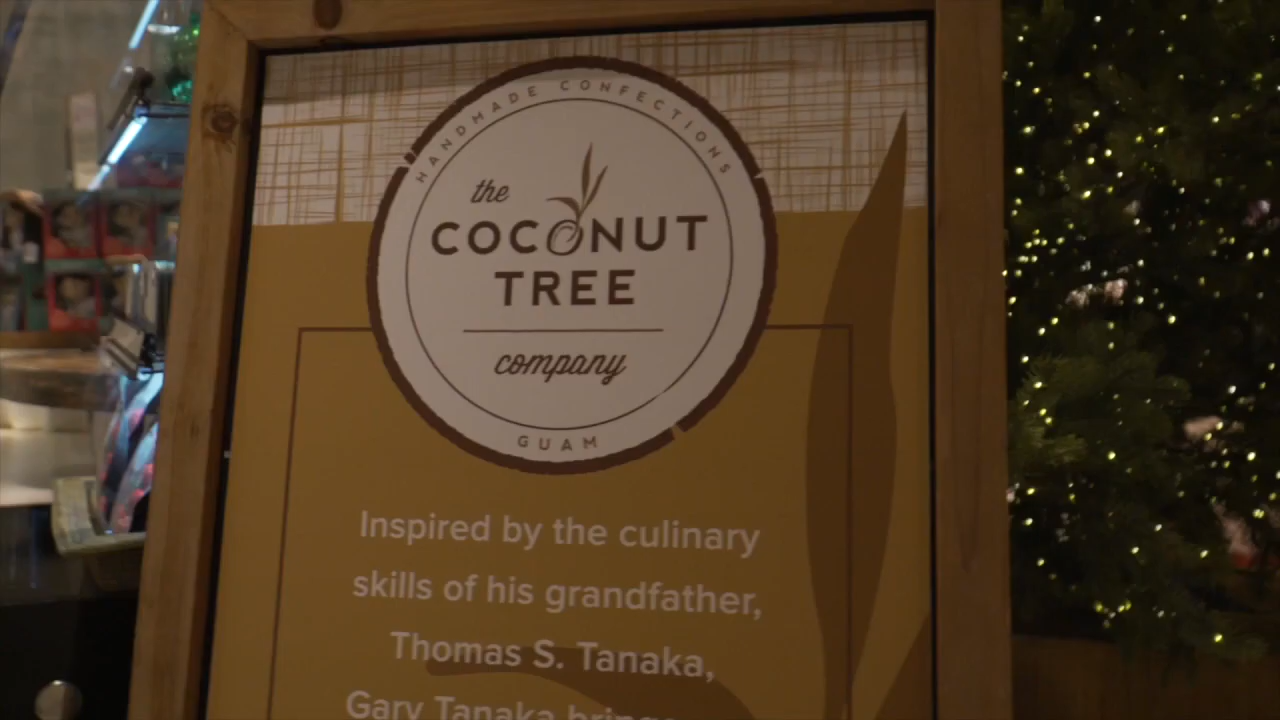 HANDMADE CONFECTIONS
the
COCONUT
TREE
company
GUAM
Inspired by the culinary
skills of his grandfather,
Thomas S. Tanaka,
Gary Tanaka brings